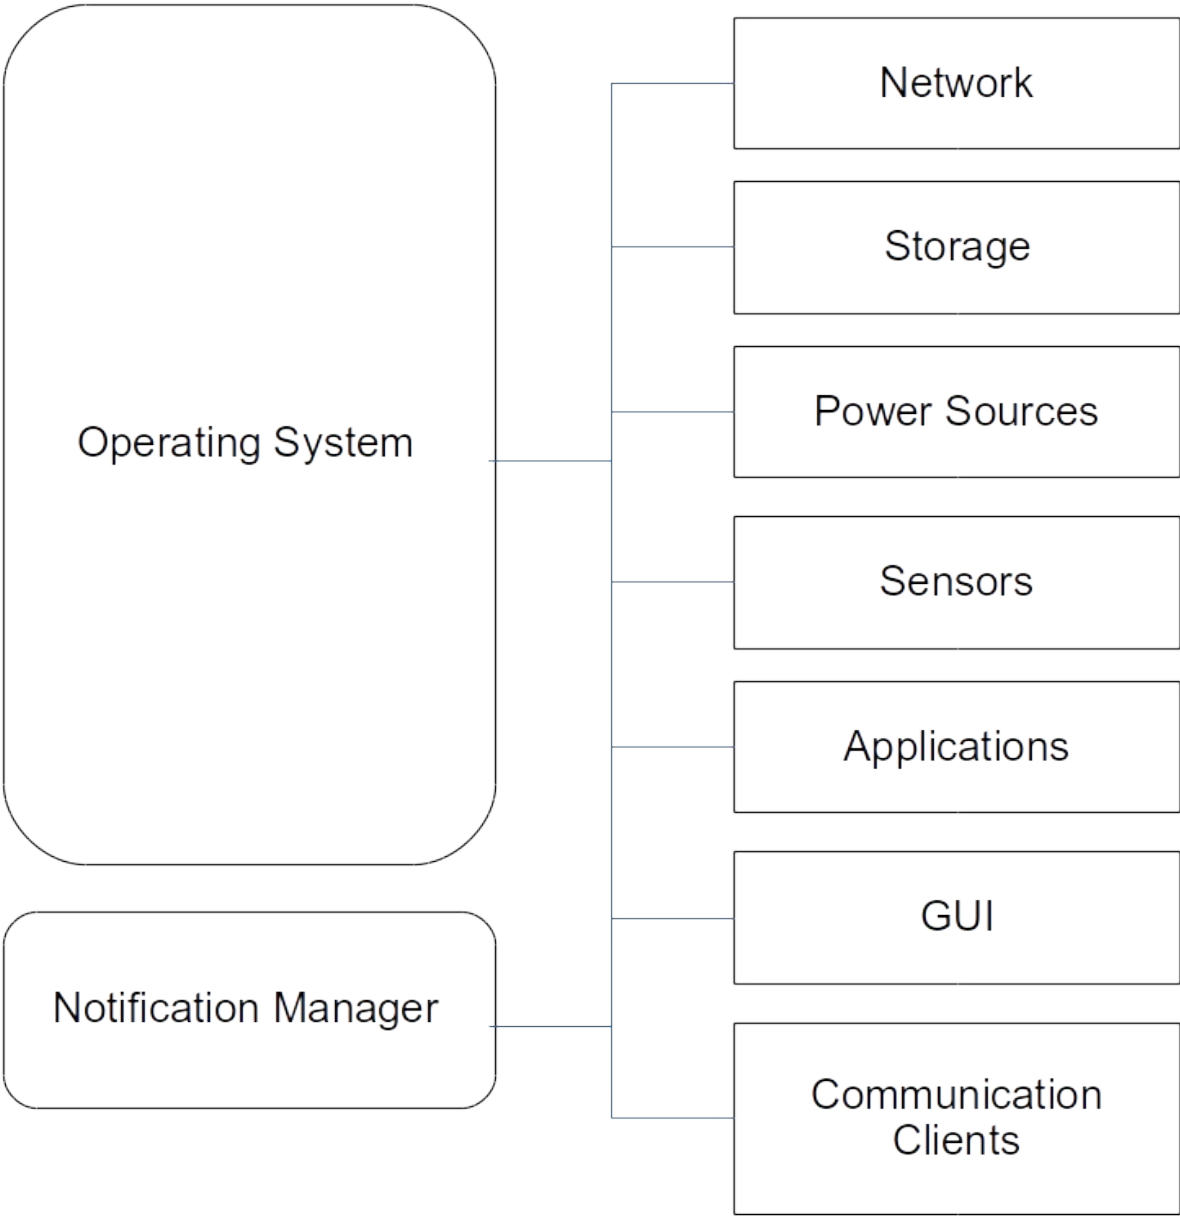 Operating System
Notification Manager
Network
Storage
Power Sources
Sensors
Applications
GUI
Communication
Clients